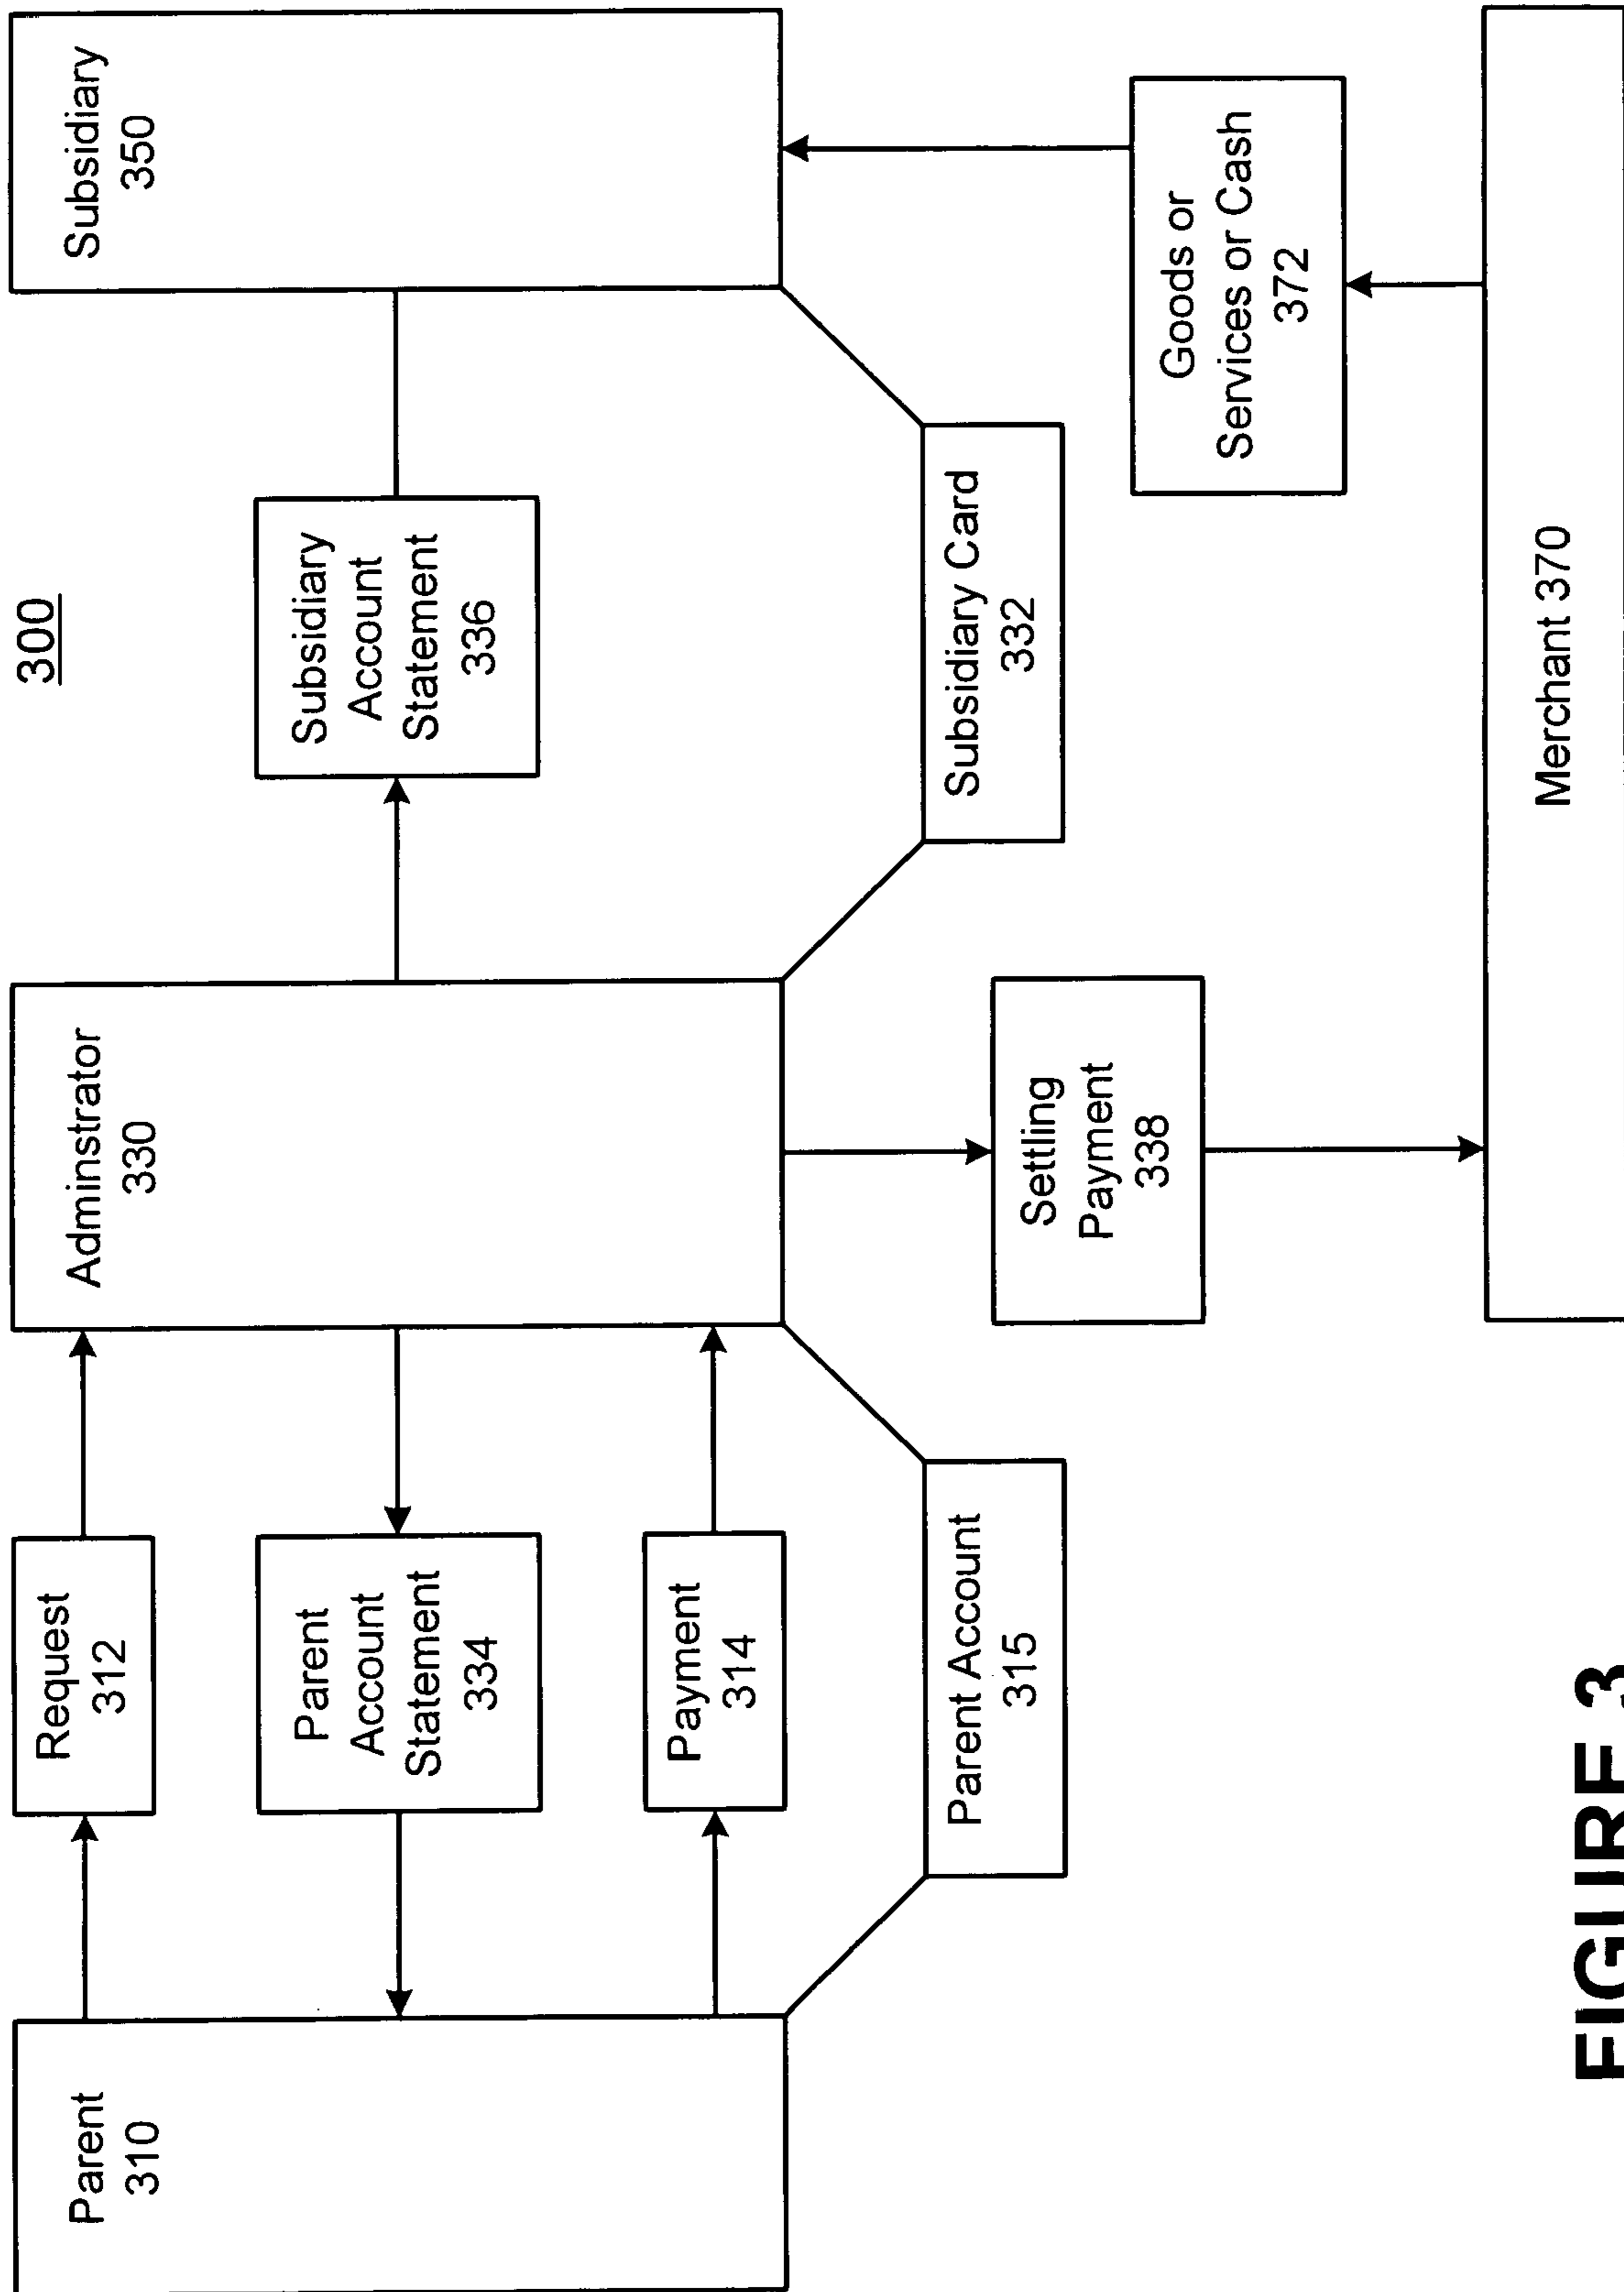 300
Parent
310
Request
312
Parent
Account
Statement
334
Payment
314
Parent Account
315
Adminstrator
330
Subsidiary
Account
Statement
336
Subsidiary Card
332
Subsidiary
350
Settling
Payment
338
Goods or
Services or Cash
372
Merchant 370
FIGURE 3